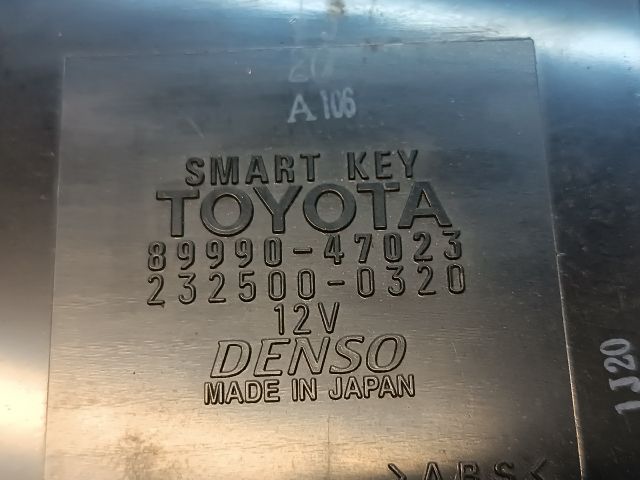 A106
SMART KEY
TOYOTA
89990-47023
232500-0320
12V
DENSO
MADE IN JAPAN
1J20
>ABS<